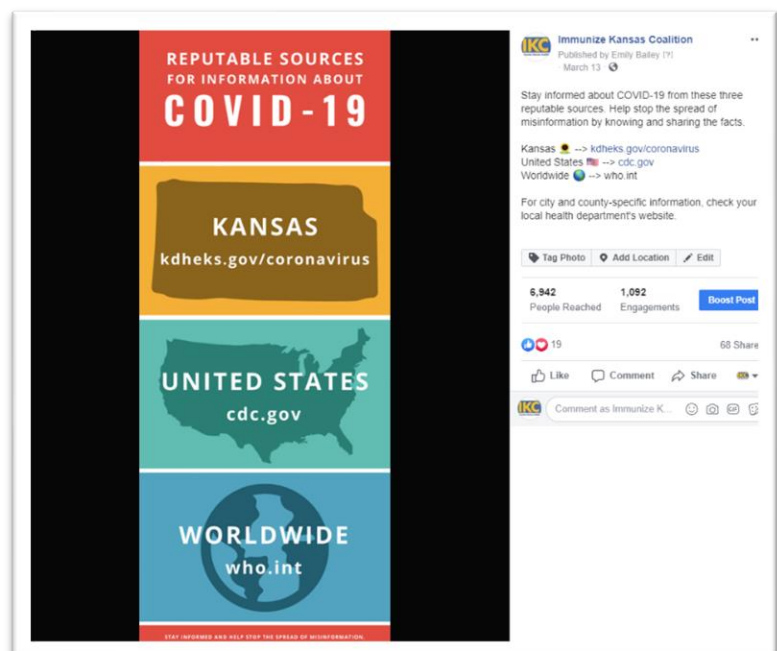 REPUTABLE SOURCES
FOR INFORMATION ABOUT
COVID-19
KANSAS
kdheks.gov/coronavirus
UNITED STATES
cdc.gov
WORLDWIDE
who.int
STAY INFORMED AND HELP STOP THE SPREAD OF MISINFORMATION.
IKC
Immunize Kansas Coalition
Published by Emily Bailey [?]
· March 13 ·
Stay informed about COVID-19 from these three
reputable sources. Help stop the spread of
misinformation by knowing and sharing the facts.
Kansas 🌻 --> kdheks.gov/coronavirus
United States 🇺🇸 --> cdc.gov
Worldwide 🌎 --> who.int
For city and county-specific information, check your
local health department's website.
Tag Photo Add Location Edit
6,942 1,092
People Reached Engagements Boost Post
19 68 Share
Like Comment Share
IKC Comment as Immunize K...